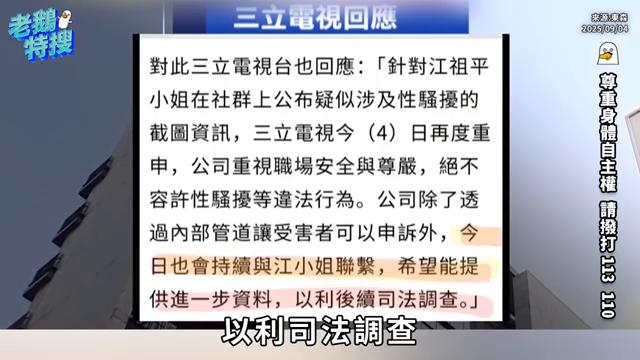 老鵝特搜
三立電視回應
來源:東森
2025/09/04
對此三立電視台也回應：「針對江祖平
小姐在社群上公布疑似涉及性騷擾的
截圖資訊，三立電視今（4）日再度重
申，公司重視職場安全與尊嚴，絕不
容許性騷擾等違法行為。公司除了透
過內部管道讓受害者可以申訴外，今
日也會持續與江小姐聯繫，希望能提
供進一步資料，以利後續司法調查。」
尊重身體自主權 請撥打 113 110
以利司法調查